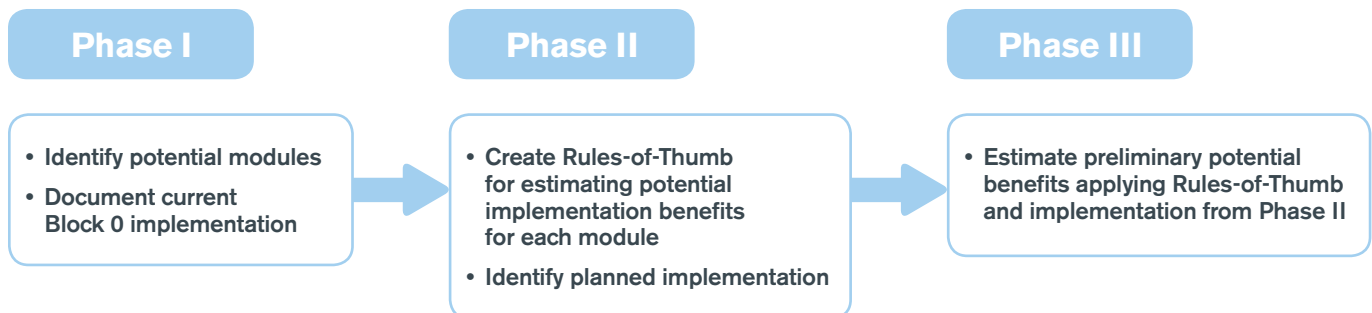 Phase I
• Identify potential modules
• Document current
Block 0 implementation
Phase II
• Create Rules-of-Thumb
for estimating potential
implementation benefits
for each module
• Identify planned implementation
Phase III
• Estimate preliminary potential
benefits applying Rules-of-Thumb
and implementation from Phase II